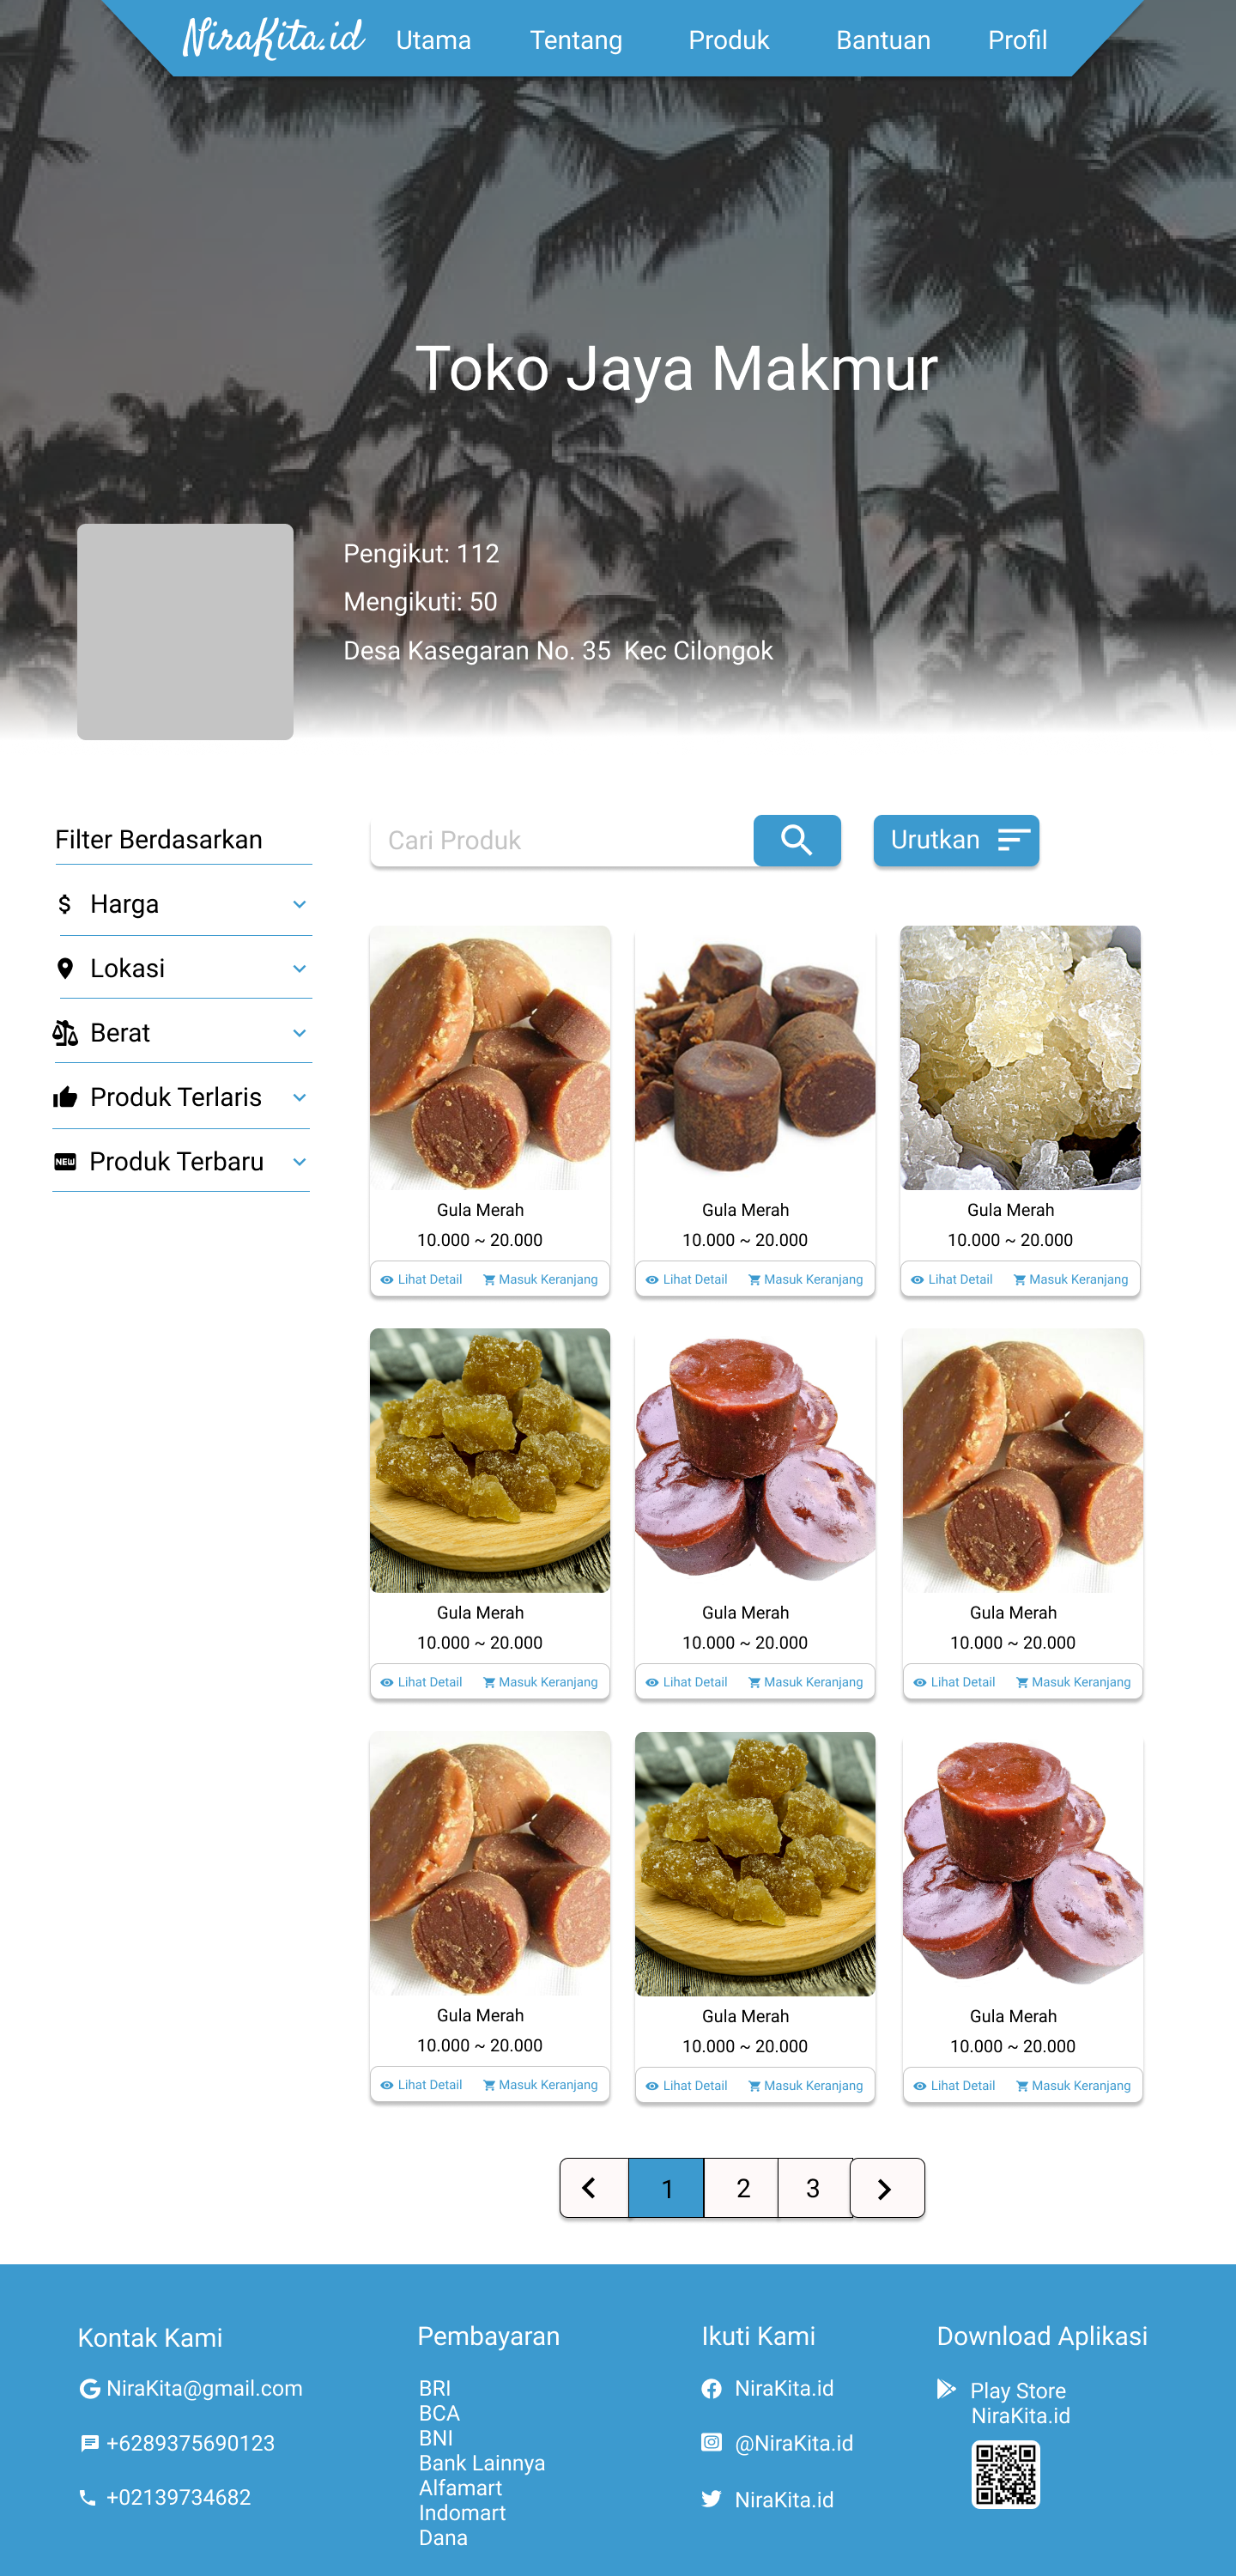 NiraKita.id
Utama
Tentang
Produk
Bantuan
Profil
Toko Jaya Makmur
Pengikut: 112
Mengikuti: 50
Desa Kasegaran No. 35  Kec Cilongok
Filter Berdasarkan
Harga
Lokasi
Berat
Produk Terlaris
NEW
Produk Terbaru
Cari Produk
Urutkan
Gula Merah
10.000 ~ 20.000
Lihat Detail
Masuk Keranjang
Gula Merah
10.000 ~ 20.000
Lihat Detail
Masuk Keranjang
Gula Merah
10.000 ~ 20.000
Lihat Detail
Masuk Keranjang
Gula Merah
10.000 ~ 20.000
Lihat Detail
Masuk Keranjang
Gula Merah
10.000 ~ 20.000
Lihat Detail
Masuk Keranjang
Gula Merah
10.000 ~ 20.000
Lihat Detail
Masuk Keranjang
Gula Merah
10.000 ~ 20.000
Lihat Detail
Masuk Keranjang
Gula Merah
10.000 ~ 20.000
Lihat Detail
Masuk Keranjang
Gula Merah
10.000 ~ 20.000
Lihat Detail
Masuk Keranjang
1
2
3
Kontak Kami
NiraKita@gmail.com
+6289375690123
+02139734682
Pembayaran
BRI
BCA
BNI
Bank Lainnya
Alfamart
Indomart
Dana
Ikuti Kami
NiraKita.id
@NiraKita.id
NiraKita.id
Download Aplikasi
Play Store
NiraKita.id